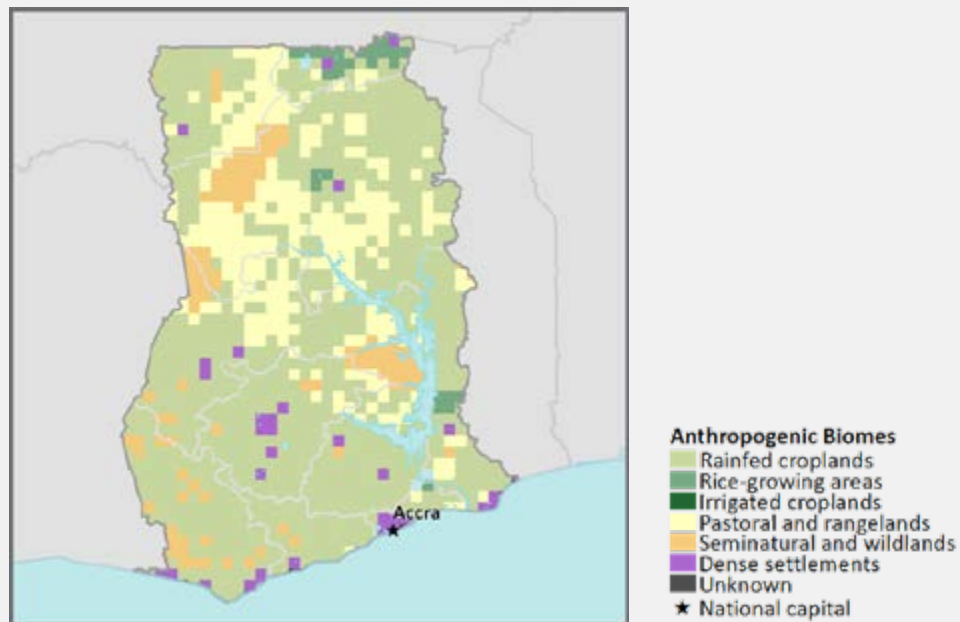 Accra
Anthropogenic Biomes
Rainfed croplands
Rice-growing areas
Irrigated croplands
Pastoral and rangelands
Seminatural and wildlands
Dense settlements
Unknown
National capital